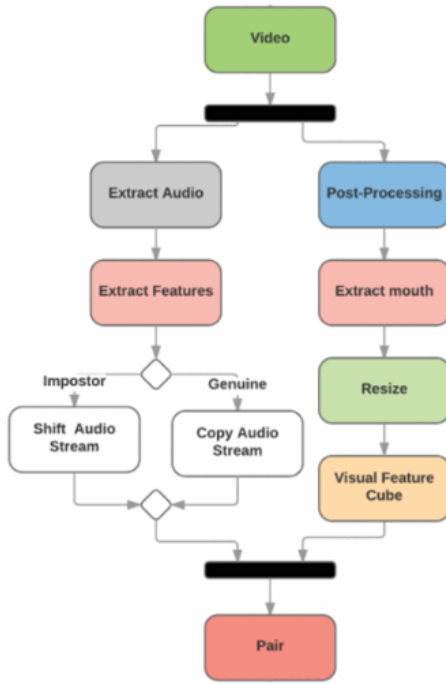 Video
Extract Audio
Post-Processing
Extract Features
Extract mouth
Impostor
Genuine
Resize
Shift Audio
Stream
Copy Audio
Stream
Visual Feature
Cube
Pair